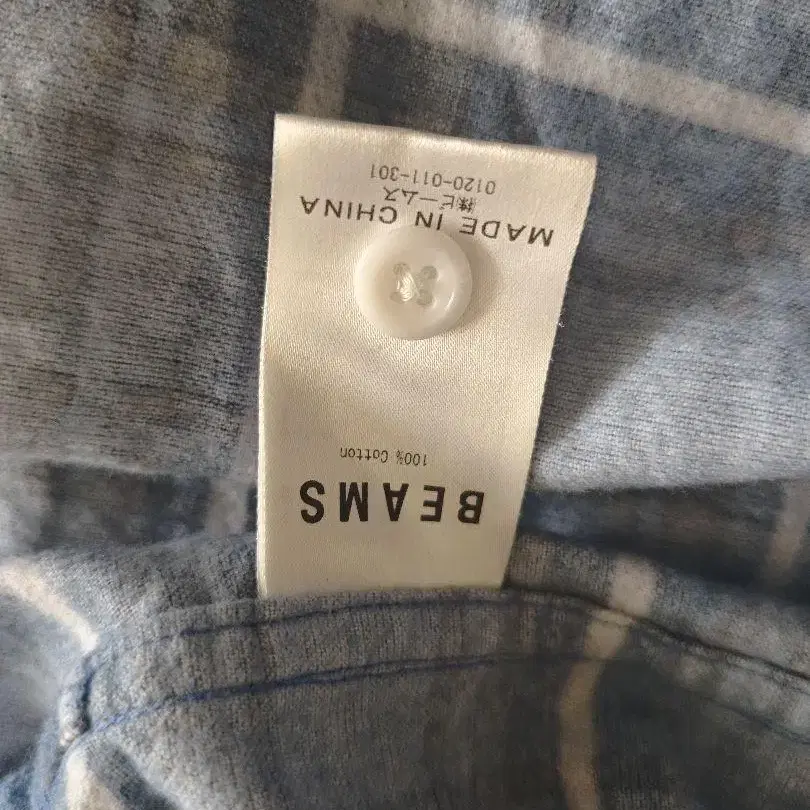 BEAMS
100% Cotton
MADE IN CHINA
㈱ビームス
0120-011-301